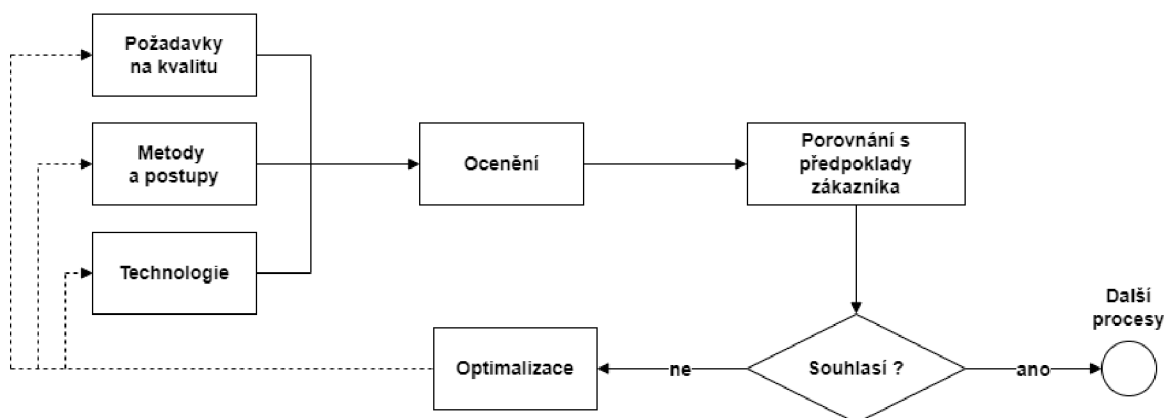 Požadavky
na kvalitu
Metody
a postupy
Ocenění
Porovnání s
předpoklady
zákazníka
Technologie
Další
procesy
Optimalizace
ne
Souhlasí ?
ano